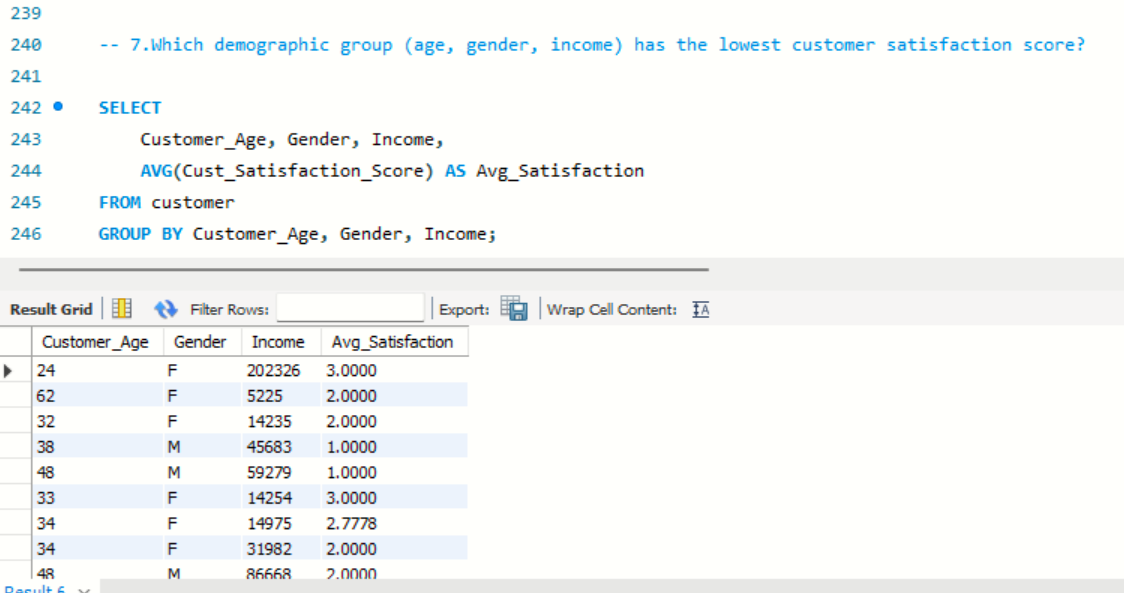 239
240 -- 7.Which demographic group (age, gender, income) has the lowest customer satisfaction score?
241
242 SELECT
243 Customer_Age, Gender, Income,
244 AVG(Cust_Satisfaction_Score) AS Avg_Satisfaction
245 FROM customer
246 GROUP BY Customer_Age, Gender, Income;
Result Grid Filter Rows: Export: Wrap Cell Content: IA
Customer_Age Gender Income Avg_Satisfaction
24 F 202326 3.0000
62 F 5225 2.0000
32 F 14235 2.0000
38 M 45683 1.0000
48 M 59279 1.0000
33 F 14254 3.0000
34 F 14975 2.7778
34 F 31982 2.0000
48 M 86668 2.0000
Result 6